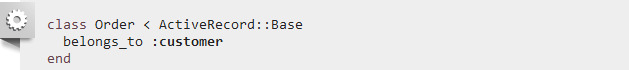 class Order < ActiveRecord::Base
  belongs_to :customer
end